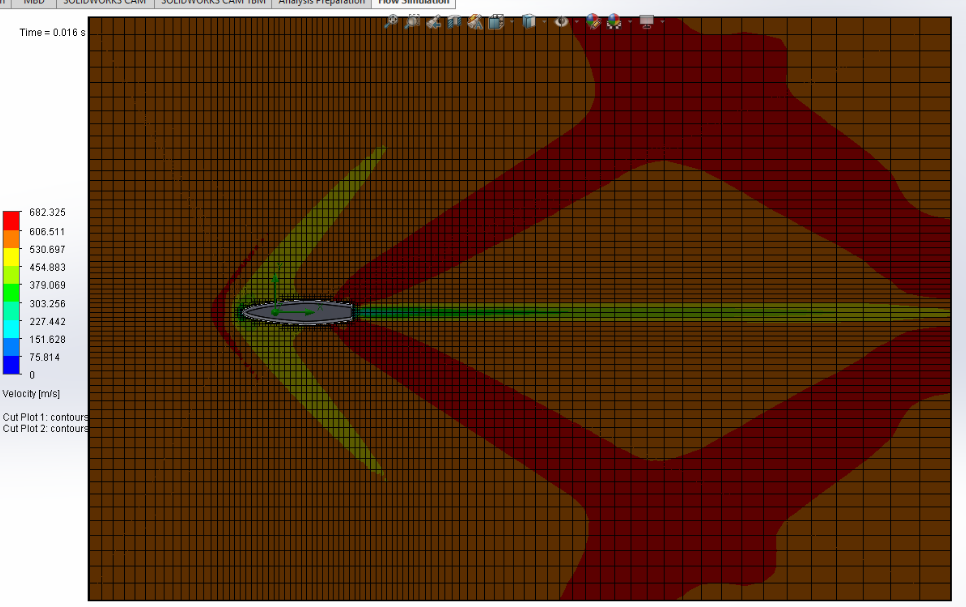 MBD SOLIDWORKS CAM SOLIDWORKS CAM TBM Analysis Preparation Flow Simulation
Time = 0.016 s
682.325
606.511
530.697
454.883
379.069
303.256
227.442
151.628
75.814
0
Velocity [m/s]
Cut Plot 1: contours
Cut Plot 2: contours